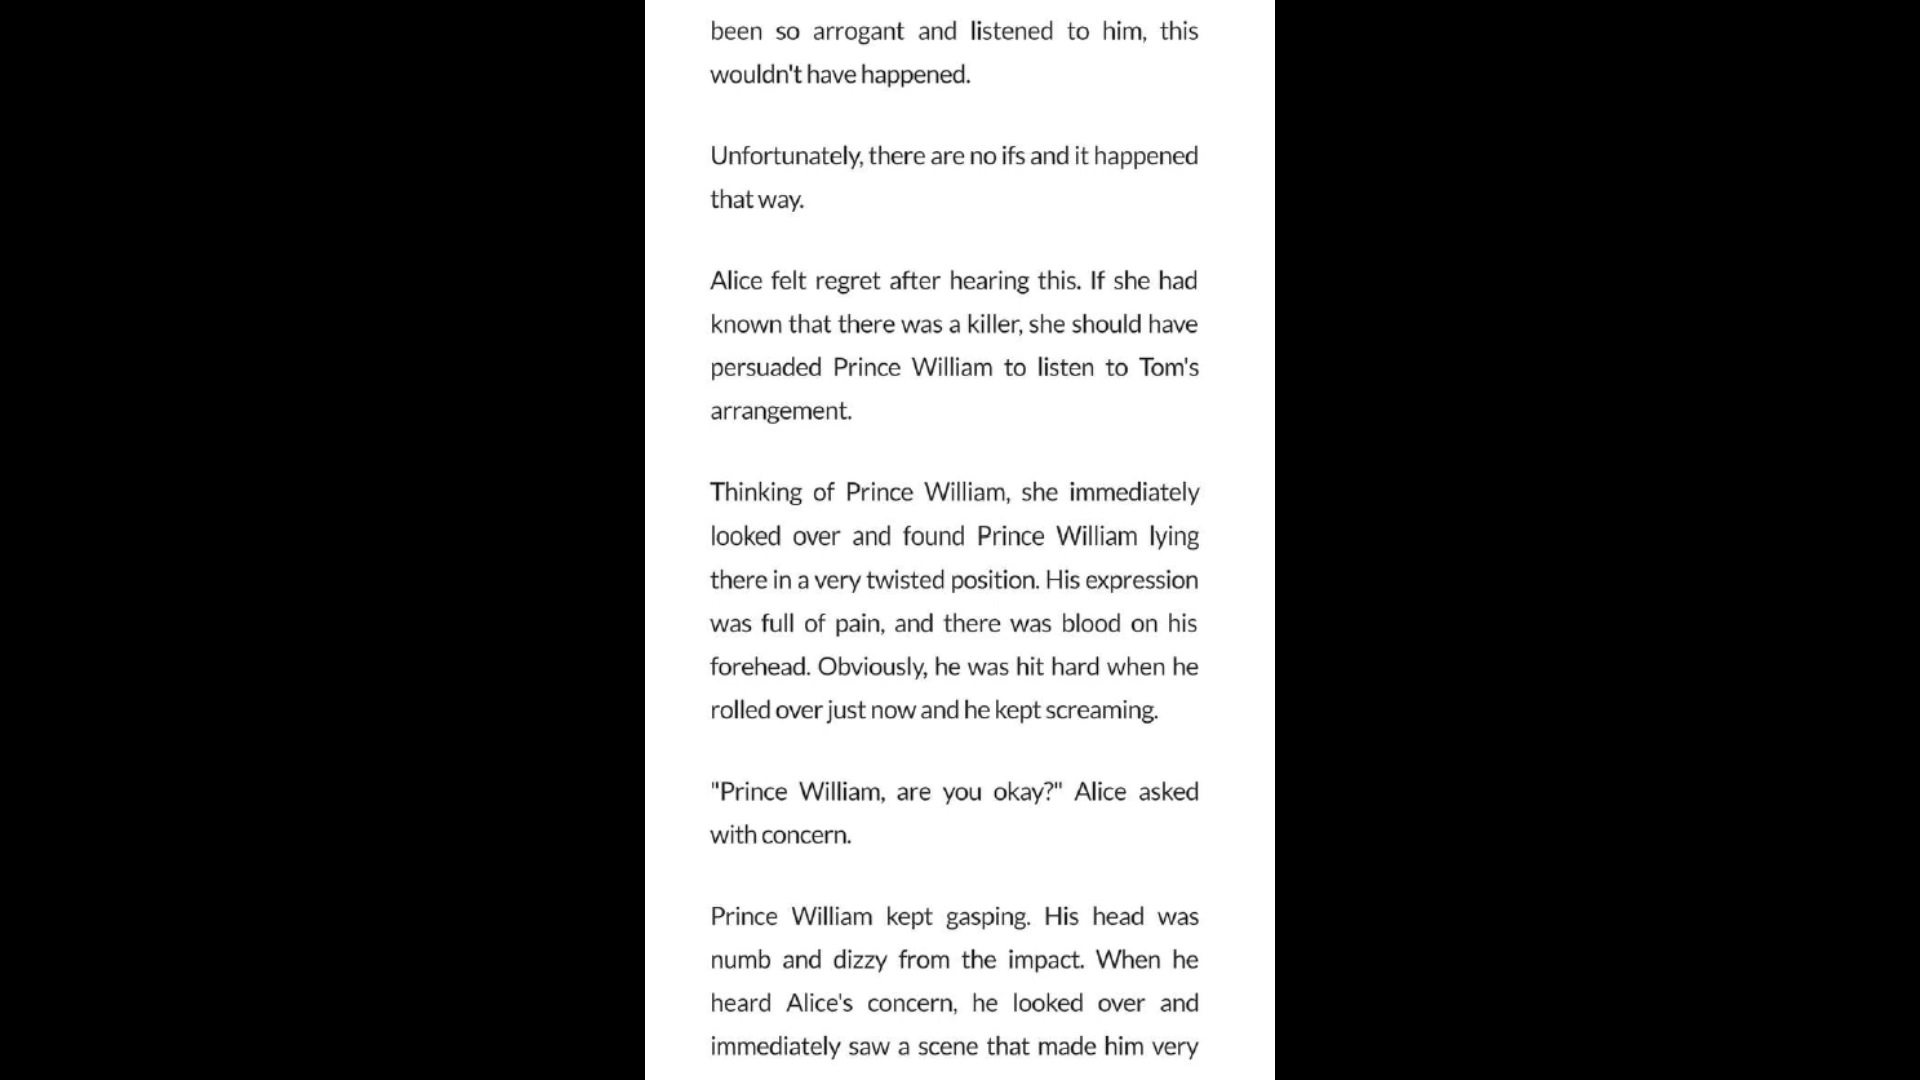 been so arrogant and listened to him, this
wouldn't have happened.
Unfortunately, there are no ifs and it happened
that way.
Alice felt regret after hearing this. If she had
known that there was a killer, she should have
persuaded Prince William to listen to Tom's
arrangement.
Thinking of Prince William, she immediately
looked over and found Prince William lying
there in a very twisted position. His expression
was full of pain, and there was blood on his
forehead. Obviously, he was hit hard when he
rolled over just now and he kept screaming.
"Prince William, are you okay?" Alice asked
with concern.
Prince William kept gasping. His head was
numb and dizzy from the impact. When he
heard Alice's concern, he looked over and
immediately saw a scene that made him very